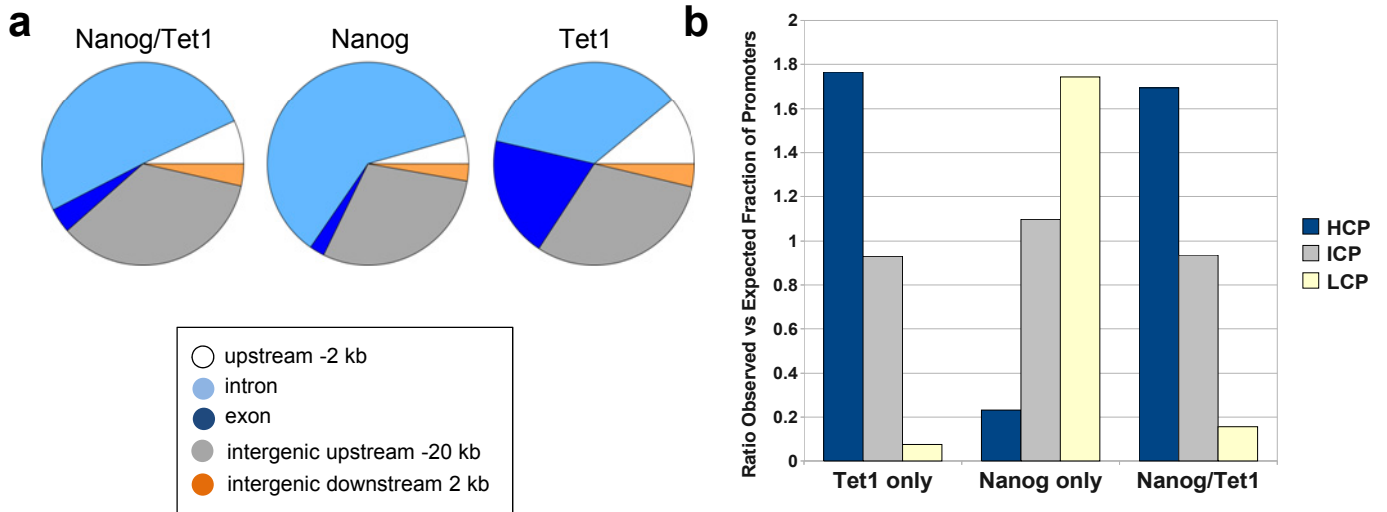 a
Nanog/Tet1
Nanog
Tet1
upstream -2 kb
intron
exon
intergenic upstream -20 kb
intergenic downstream 2 kb
b
Ratio Observed vs Expected Fraction of Promoters
2
1.8
1.6
1.4
1.2
1
0.8
0.6
0.4
0.2
0
Tet1 only
Nanog only
Nanog/Tet1
HCP
ICP
LCP